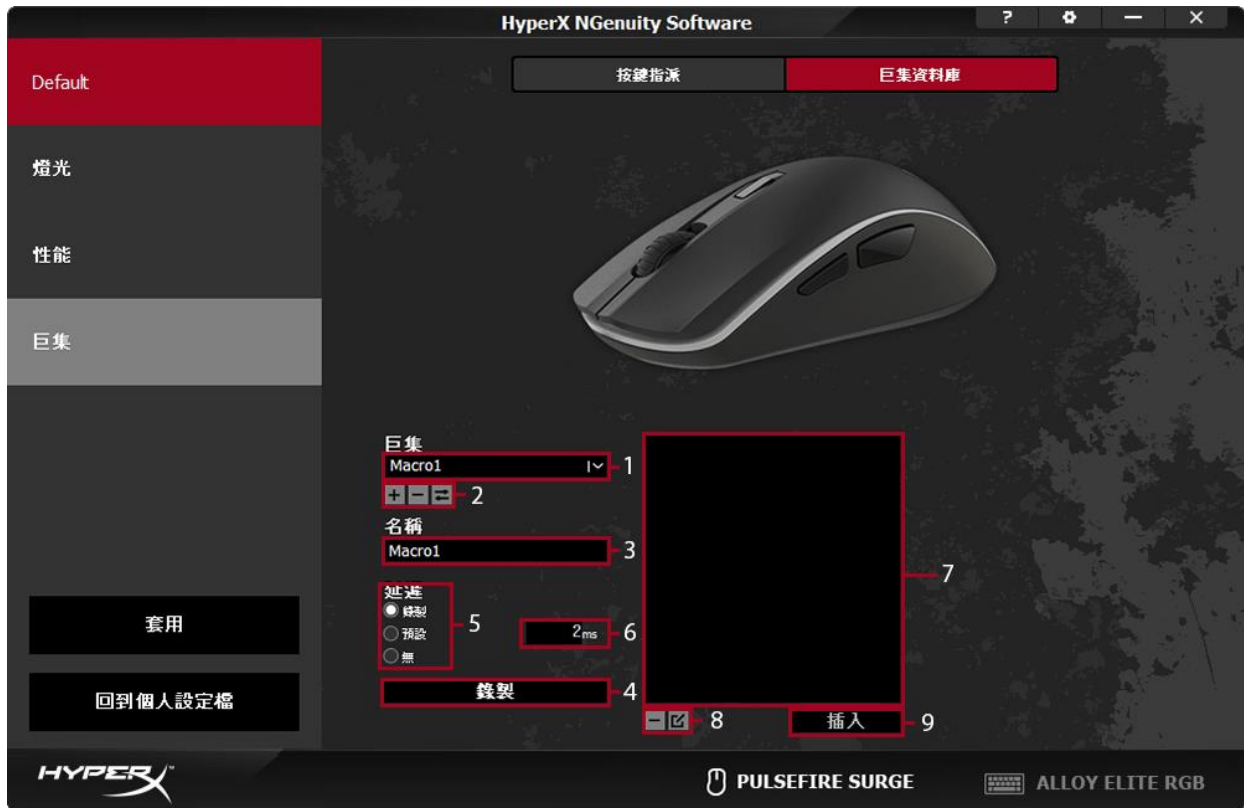 HyperX NGenuity Software
?
Default
按鍵指派
巨集資料庫
燈光
性能
巨集
巨集
Macro1
1
2
名稱
Macro1
3
延遲
錄製
預設
無
5
2ms
6
錄製
4
7
8
插入
9
套用
回到個人設定檔
HYPERX
PULSEFIRE SURGE
ALLOY ELITE RGB